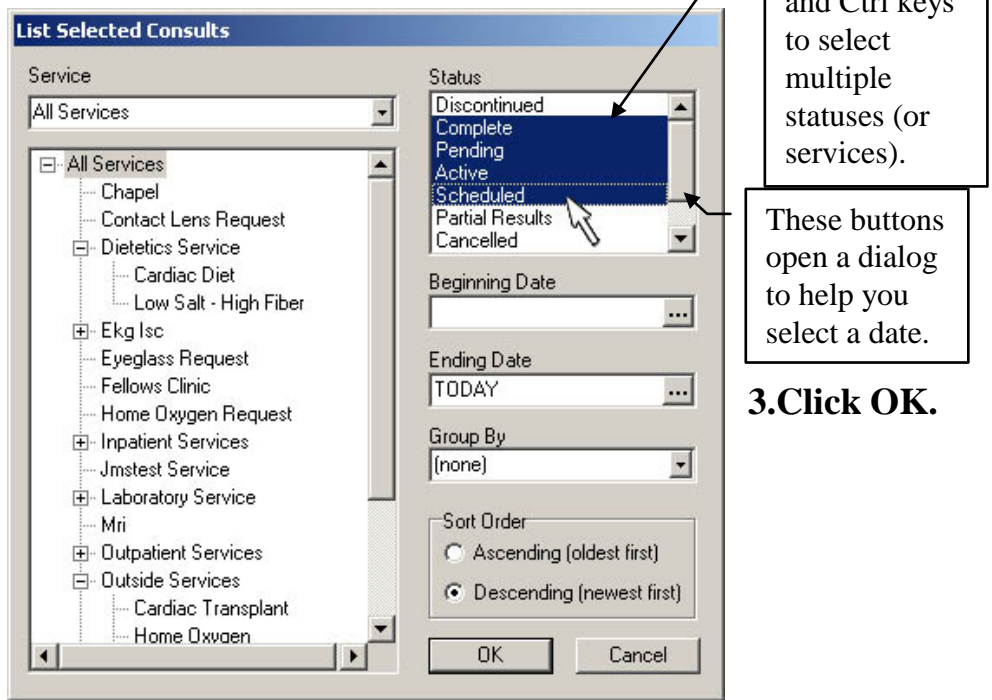 List Selected Consults
Service
All Services
All Services
Chapel
Contact Lens Request
Dietetics Service
Cardiac Diet
Low Salt - High Fiber
Ekg Isc
Eyeglass Request
Fellows Clinic
Home Oxygen Request
Inpatient Services
Jmstest Service
Laboratory Service
Mri
Outpatient Services
Outside Services
Cardiac Transplant
Home Oxygen
Status
Discontinued
Complete
Pending
Active
Scheduled
Partial Results
Cancelled
Beginning Date
...
Ending Date
TODAY ...
Group By
(none)
Sort Order
Ascending (oldest first)
Descending (newest first)
OK Cancel
and Ctrl keys
to select
multiple
statuses (or
services).
These buttons
open a dialog
to help you
select a date.
3.Click OK.